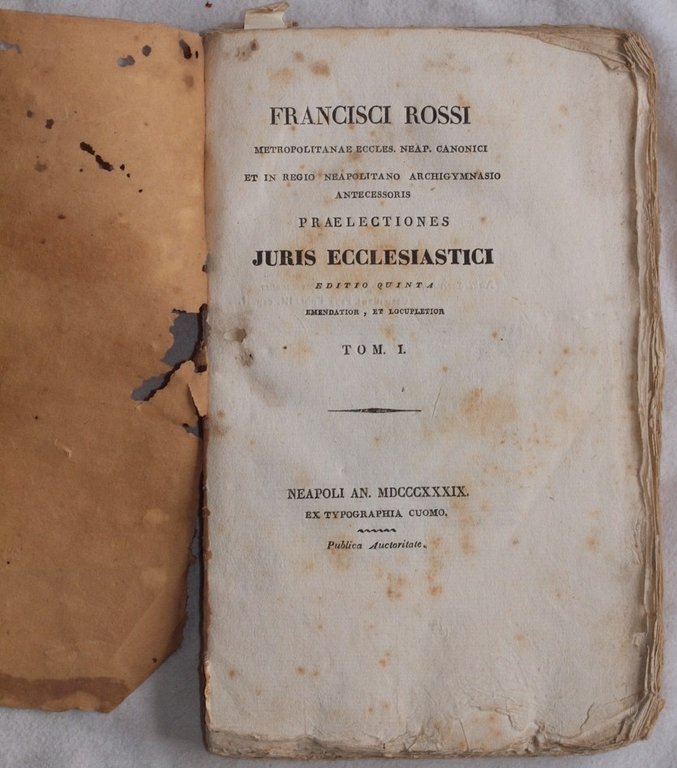 FRANCISCI ROSSI
METROPOLITANAE ECCLES. NEAP. CANONICI
ET IN REGIO NEAPOLITANO ARCHIGYMNASIO
ANTECESSORIS
PRAELECTIONES
JURIS ECCLESIASTICI
EDITIO QUINTA
EMENDATIOR , ET LOCUPLETIOR
TOM. I.
NEAPOLI AN. MDCCCXXXIX.
EX TYPOGRAPHIA CUOMO.
Publica Auctoritate.